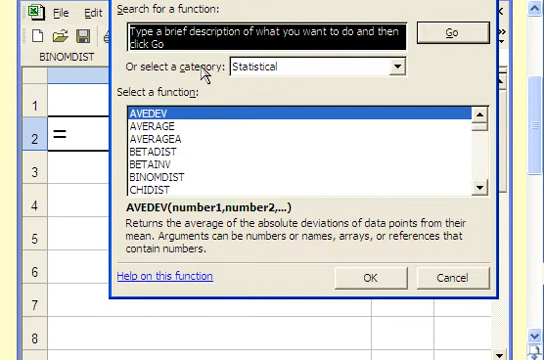 Search for a function:
File Edit
Type a brief description of what you want to do and then
click Go
Go
BINOMDIST
Or select a category: Statistical
Select a function:
AVEDEV
AVERAGE
AVERAGEA
BETADIST
BETAINV
BINOMDIST
CHIDIST
1
2 =
3
4
5
6
7
8
AVEDEV(number1,number2,...)
Returns the average of the absolute deviations of data points from their
mean. Arguments can be numbers or names, arrays, or references that
contain numbers.
Help on this function
OK Cancel